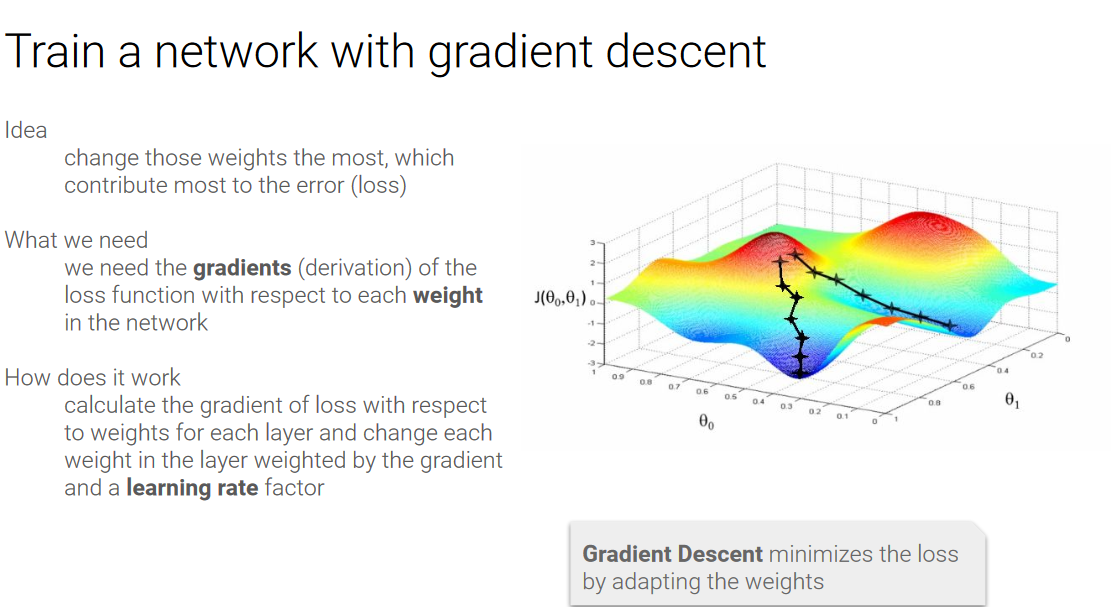 Train a network with gradient descent
Idea
change those weights the most, which
contribute most to the error (loss)
What we need
we need the gradients (derivation) of the
loss function with respect to each weight
in the network
How does it work
calculate the gradient of loss with respect
to weights for each layer and change each
weight in the layer weighted by the gradient
and a learning rate factor
J(θ₀,θ₁)
3
2
1
0
-1
-2
-3
1
0.9
0.8
0.7
0.6
0.5
0.4
0.3
0.2
0.1
0
θ₀
1
0.8
0.6
0.4
0.2
0
θ₁
Gradient Descent minimizes the loss
by adapting the weights